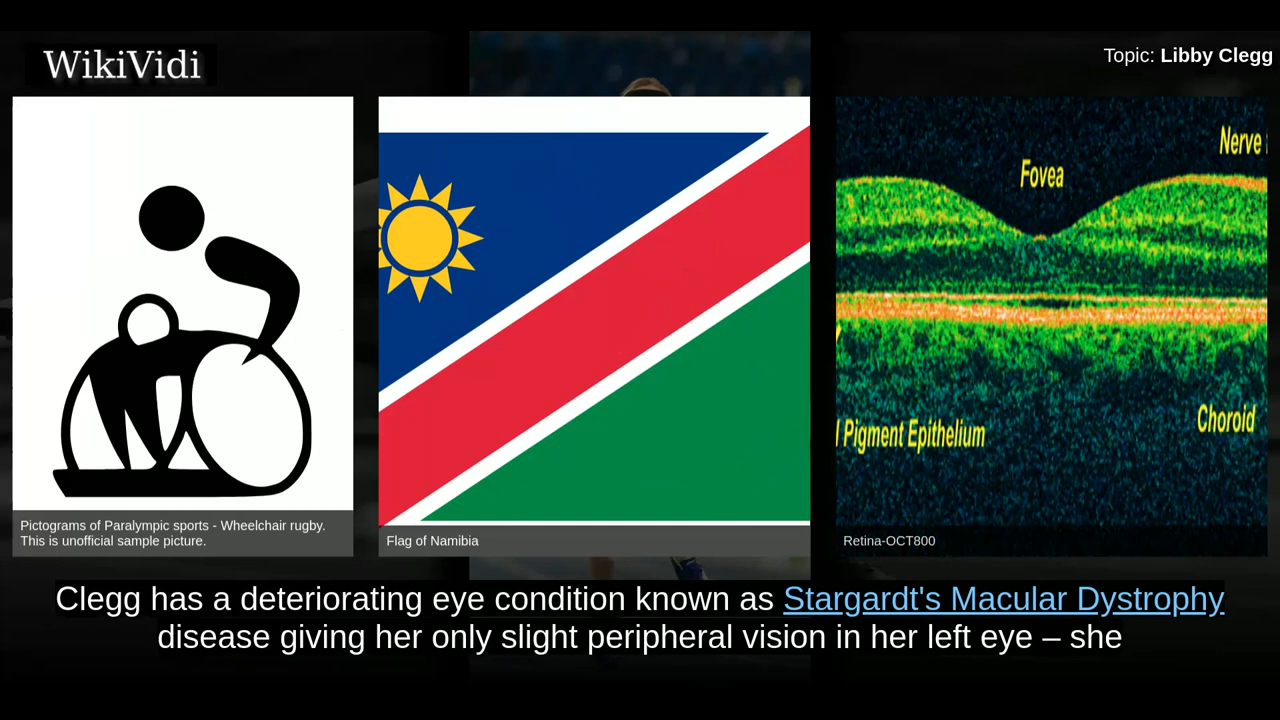 WikiVidi
Topic: Libby Clegg
Fovea
Nerve
Pigment Epithelium
Choroid
Pictograms of Paralympic sports - Wheelchair rugby.
This is unofficial sample picture.
Flag of Namibia
Retina-OCT800
Clegg has a deteriorating eye condition known as Stargardt's Macular Dystrophy
disease giving her only slight peripheral vision in her left eye – she